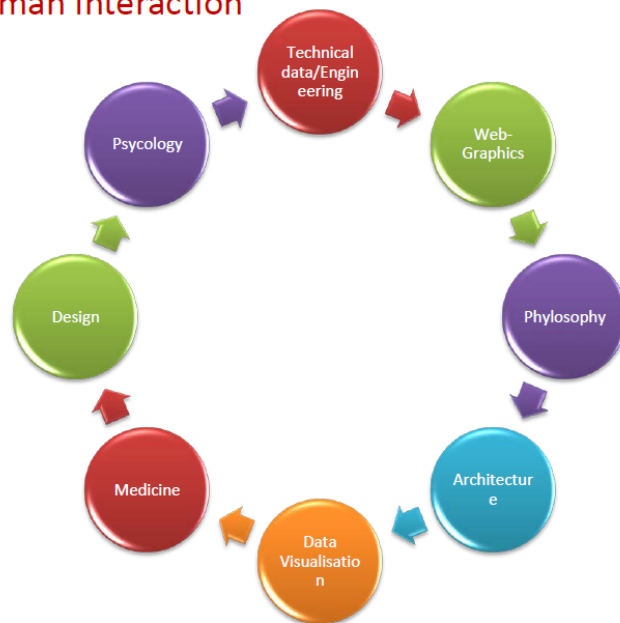 man Interaction
Technical
data/Engin
eering
Web-
Graphics
Phylosophy
Architectur
e
Data
Visualisatio
n
Medicine
Design
Psycology